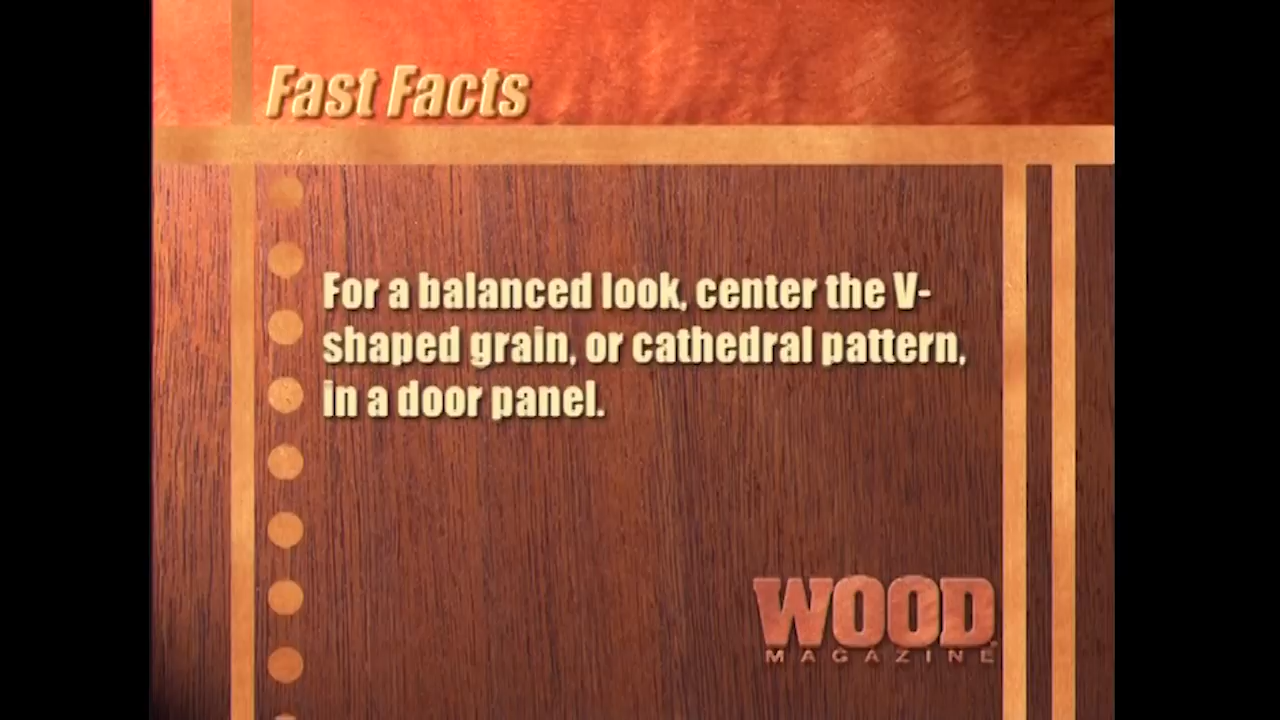 Fast Facts
For a balanced look, center the V-
shaped grain, or cathedral pattern,
in a door panel.
WOOD
MAGAZINE